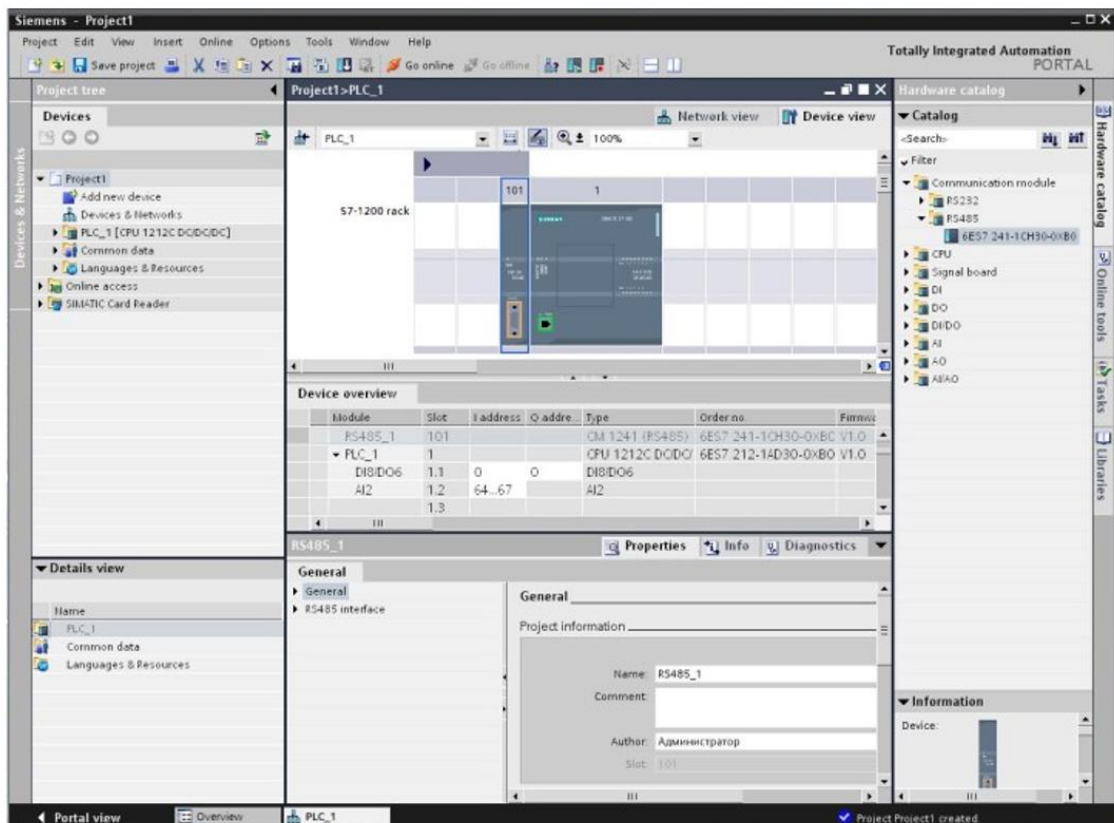 Siemens - Project1
Project Edit View Insert Online Options Tools Window Help
Totally Integrated Automation
PORTAL
Save project Go online Go offline
Project tree
Devices
Project1
Add new device
Devices & Networks
PLC_1 [CPU 1212C DC/DC/DC]
Common data
Languages & Resources
Online access
SIMATIC Card Reader
Details view
Name
PLC_1
Common data
Languages & Resources
Devices & Networks
Project1>PLC_1
Network view Device view
PLC_1 100%
101 1
S7-1200 rack
SIEMENS
Device overview
Module Slot I address Q addre... Type Order no. Firmwa
RS485_1 101 CM 1241 (RS485) 6ES7 241-1CH30-0XB0 V1.0
PLC_1 1 CPU 1212C DC/DC/ 6ES7 212-1AD30-0XB0 V1.0
DI8/DO6 1.1 0 0 DI8/DO6
AI2 1.2 64...67 AI2
1.3
RS485_1 Properties Info Diagnostics
General
General
RS485 interface
General
Project information
Name: RS485_1
Comment:
Author: Администратор
Slot: 101
Hardware catalog
Catalog
<Search>
Filter
Communication module
RS232
RS485
6ES7 241-1CH30-0XB0
CPU
Signal board
DI
DO
DI/DO
AI
AO
AI/AO
Information
Device:
Hardware catalog
Online tools
Tasks
Libraries
Portal view Overview PLC_1 Project Project1 created.